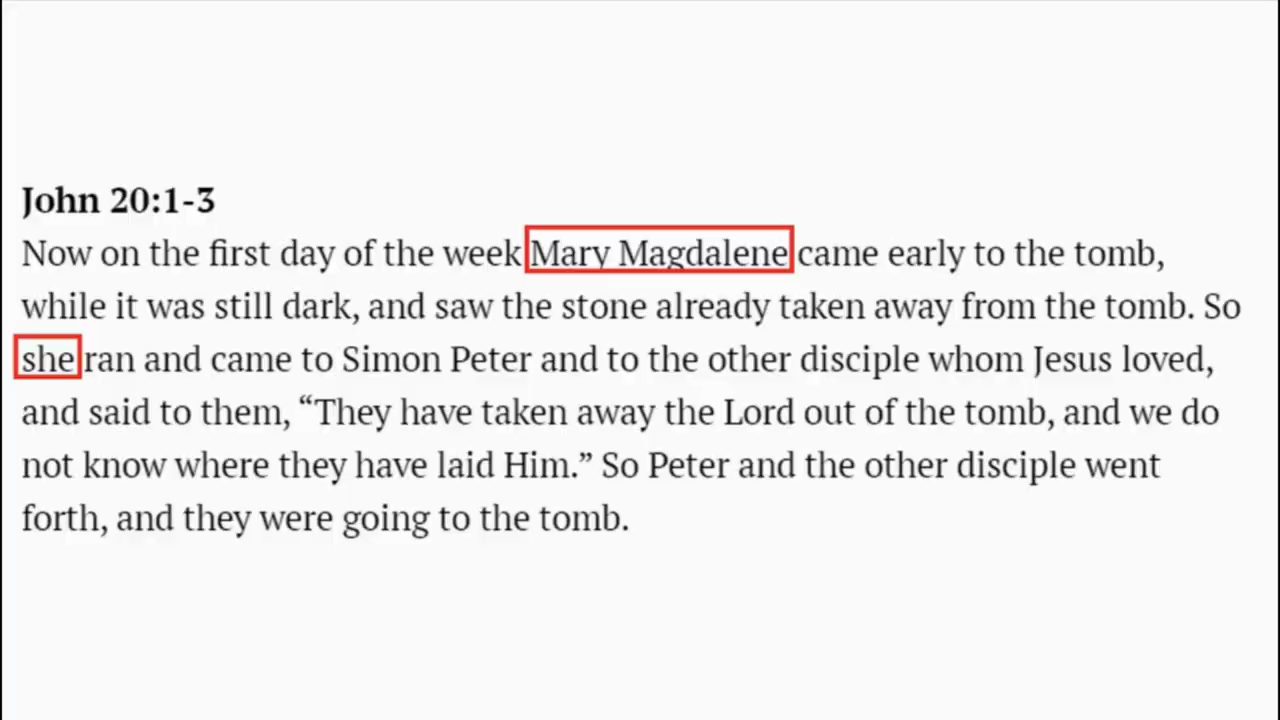 John 20:1-3
Now on the first day of the week Mary Magdalene came early to the tomb,
while it was still dark, and saw the stone already taken away from the tomb. So
she ran and came to Simon Peter and to the other disciple whom Jesus loved,
and said to them, “They have taken away the Lord out of the tomb, and we do
not know where they have laid Him.” So Peter and the other disciple went
forth, and they were going to the tomb.